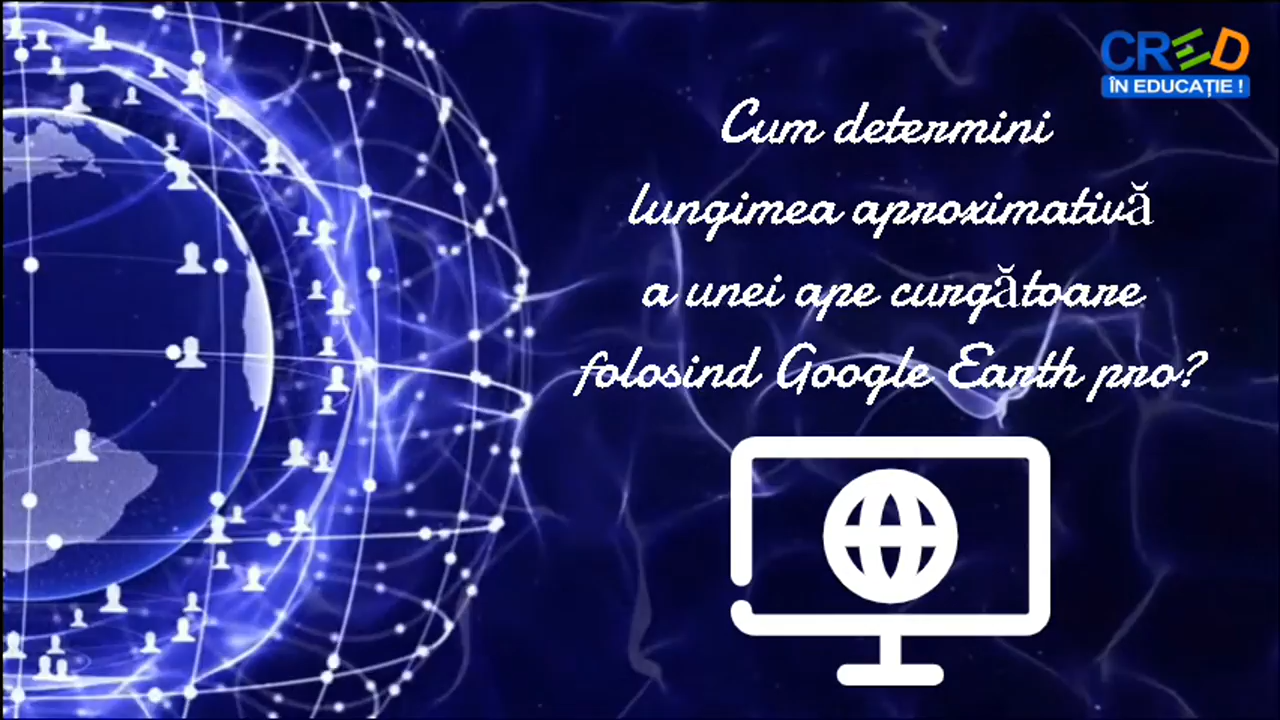 CRED
ÎN EDUCAȚIE !
Cum determini
lungimea aproximativă
a unei ape curgătoare
folosind Google Earth pro?